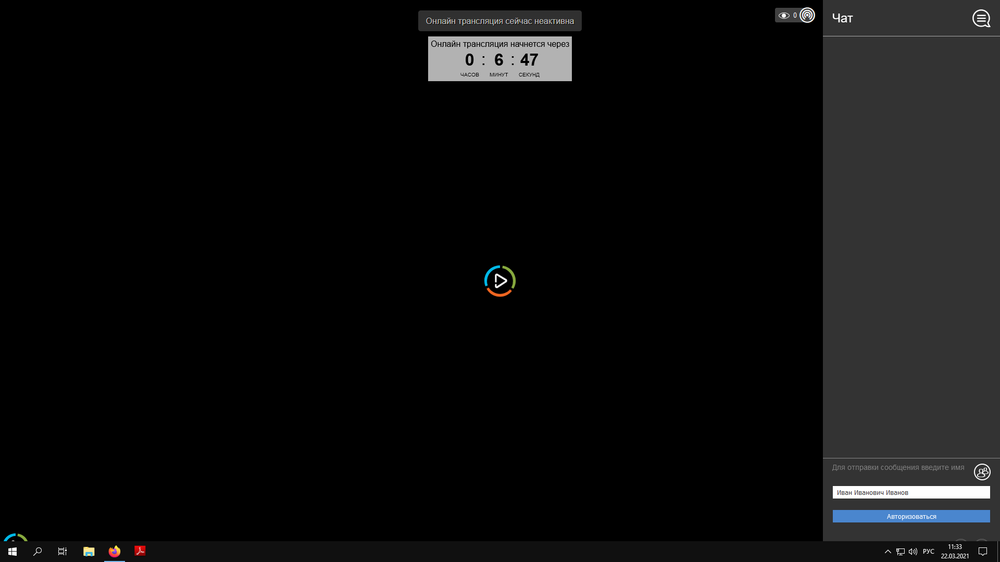 Онлайн трансляция сейчас неактивна
0
Чат
Онлайн трансляция начнется через
0 : 6 : 47
ЧАСОВ МИНУТ СЕКУНД
Для отправки сообщения введите имя
Иван Иванович Иванов
Авторизоваться
РУС
11:33
22.03.2021